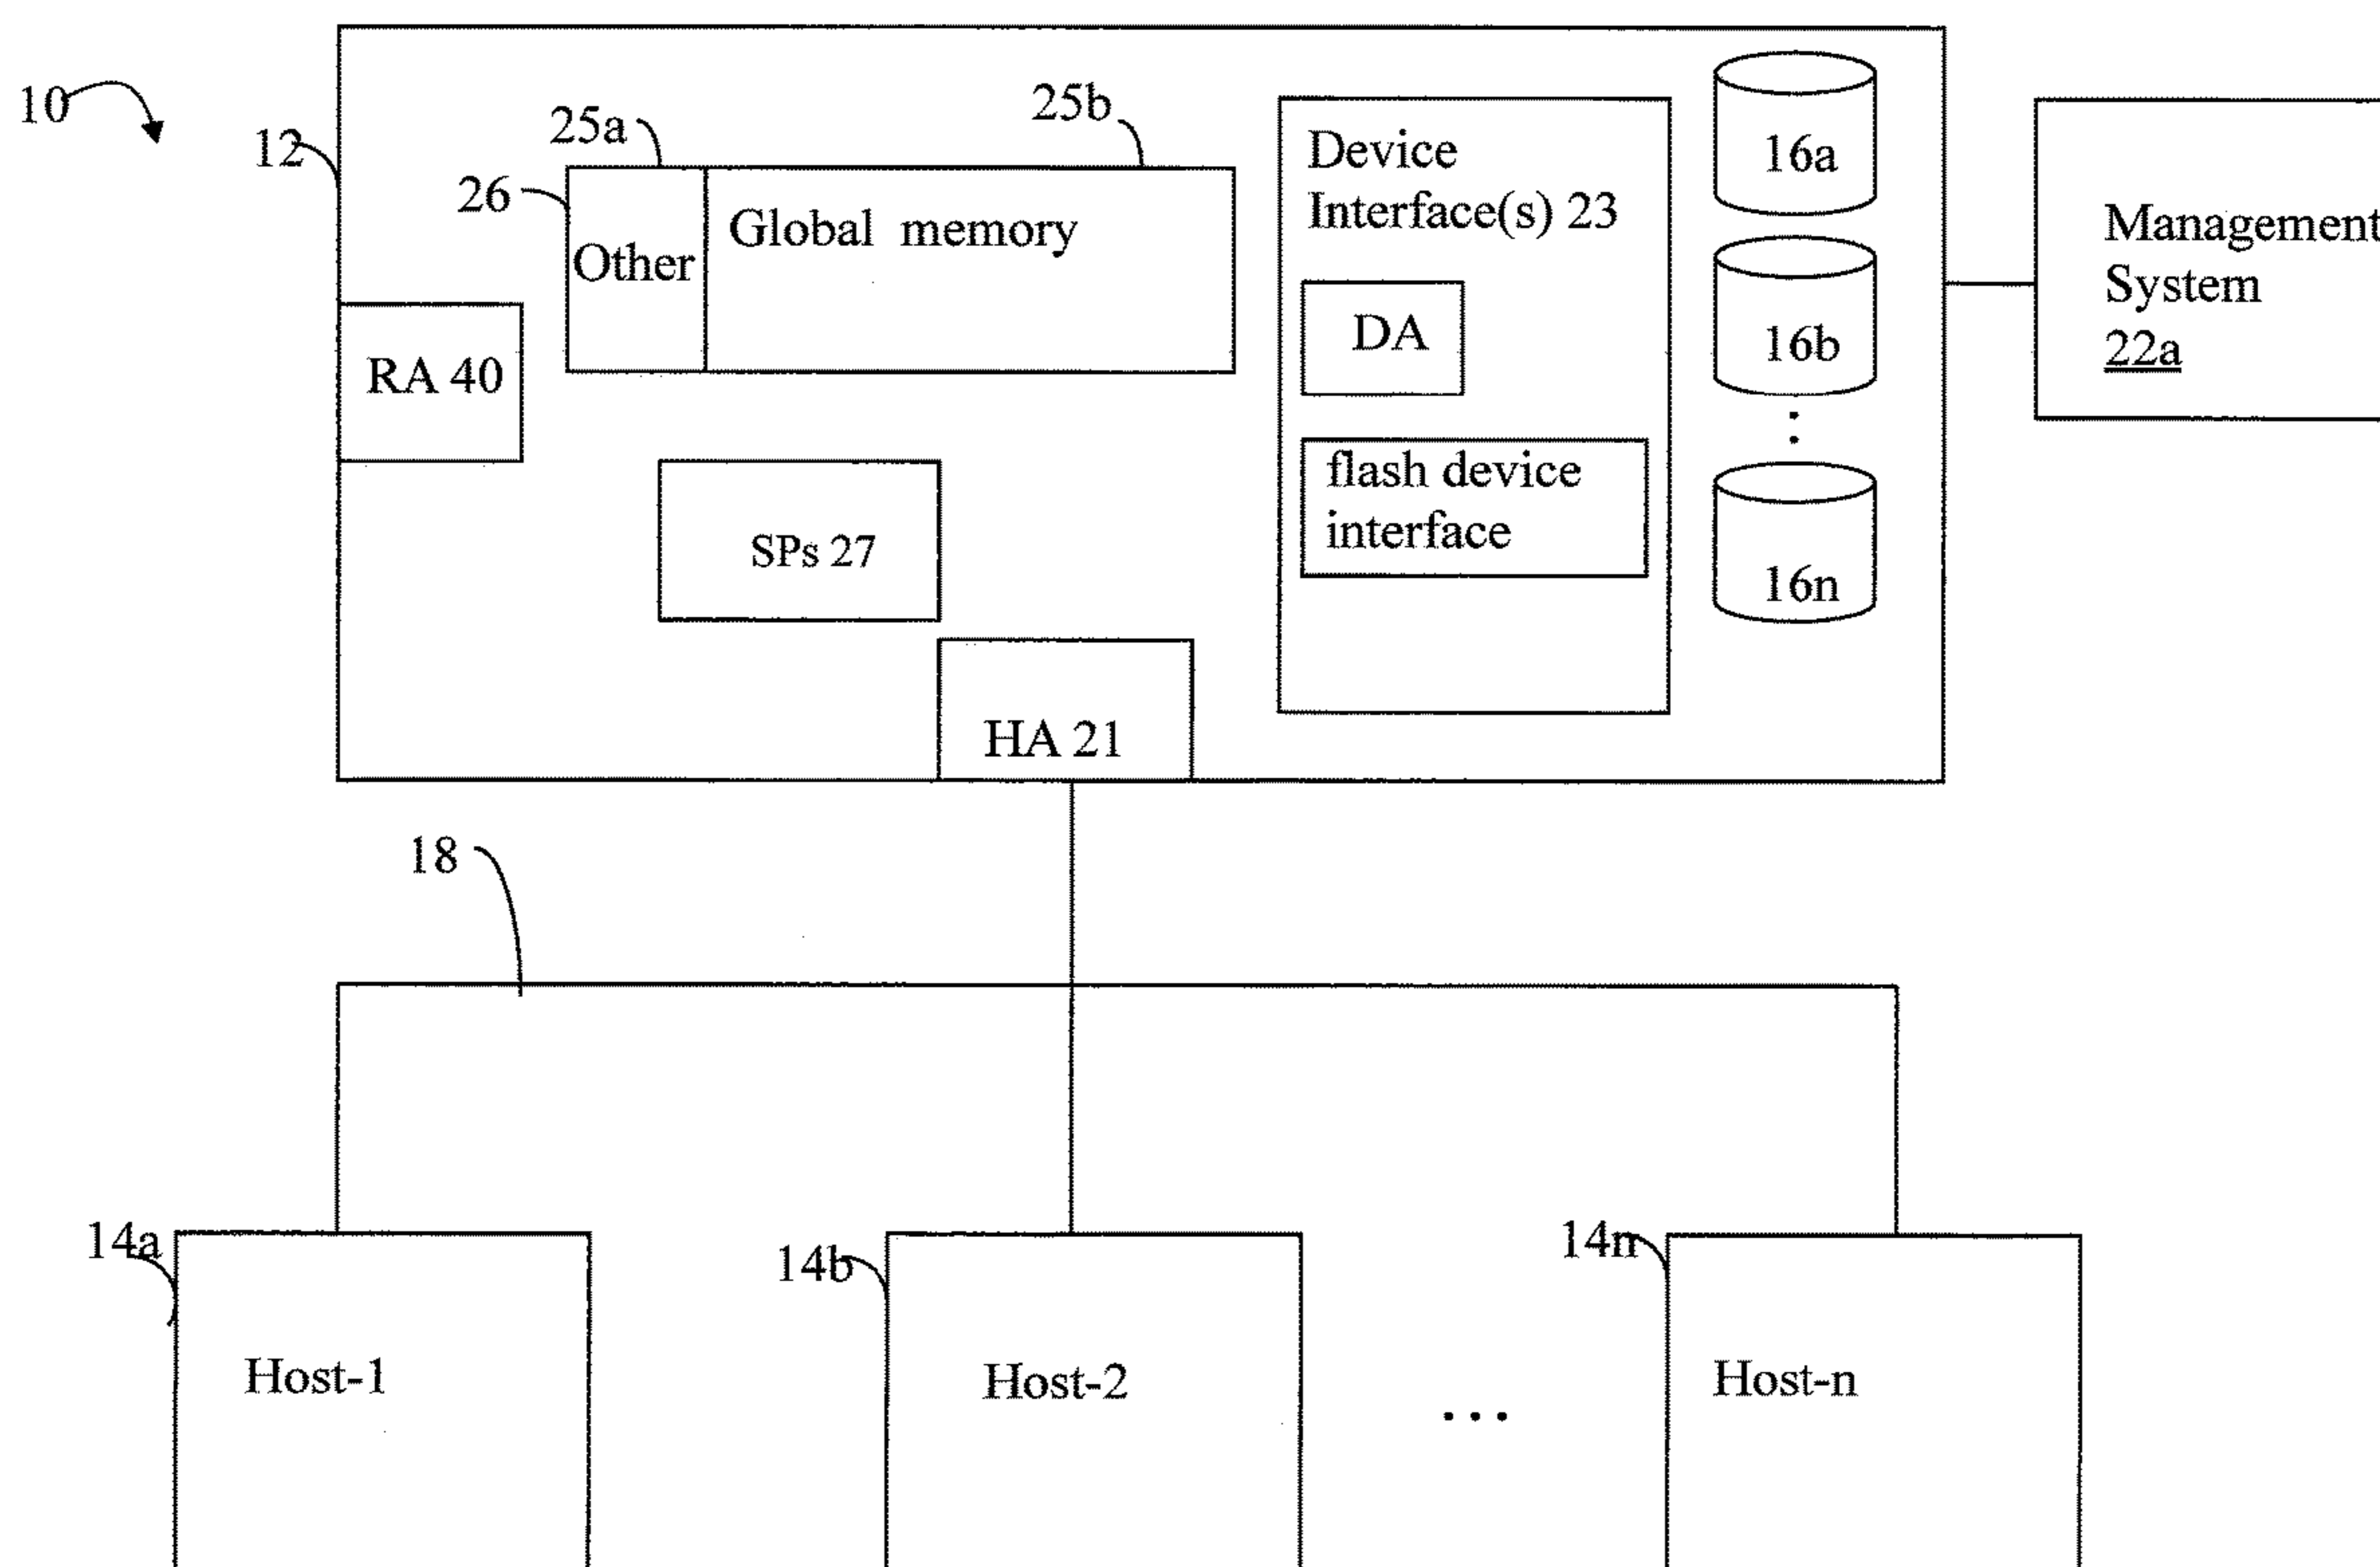 10
12
25a
25b
26
Other
Global memory
RA 40
SPs 27
HA 21
Device
Interface(s) 23
DA
flash device
interface
16a
16b
16n
Management
System
22a
18
14a
Host-1
14b
Host-2
...
14n
Host-n